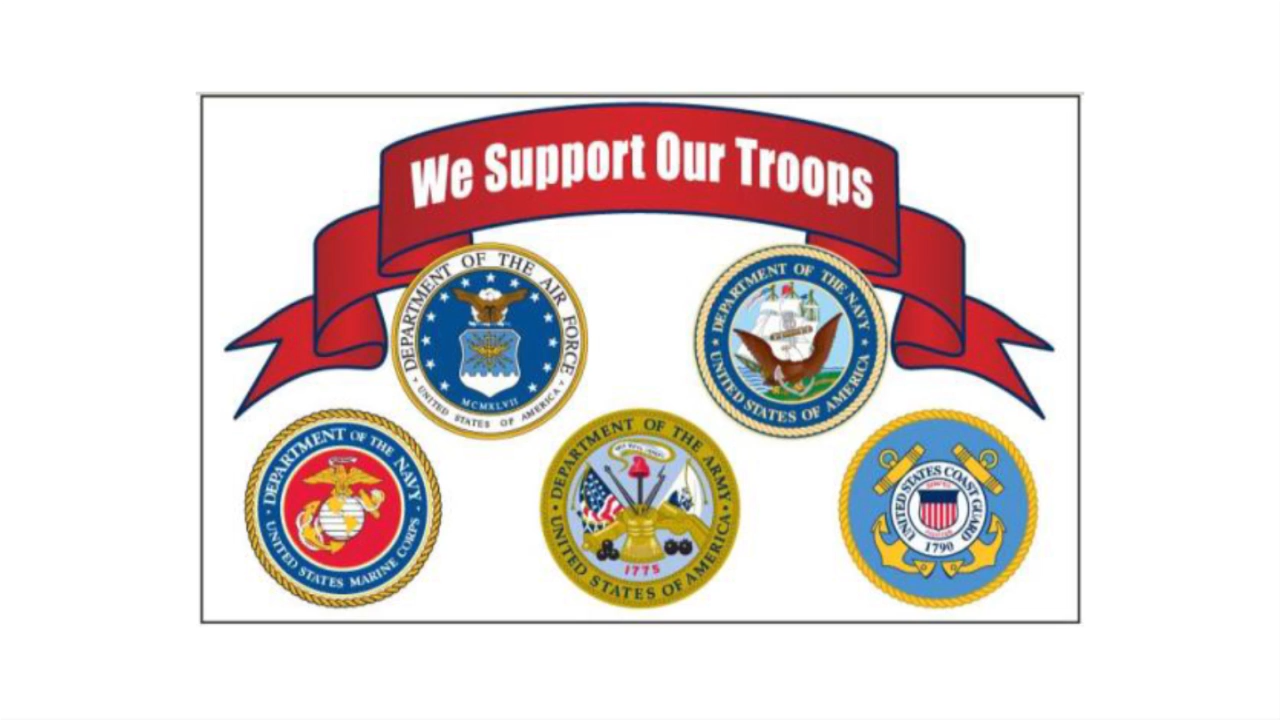 We Support Our Troops
DEPARTMENT OF THE AIR FORCE
MCMXLVII
UNITED STATES OF AMERICA
DEPARTMENT OF THE NAVY
UNITED STATES OF AMERICA
DEPARTMENT OF THE NAVY
UNITED STATES MARINE CORPS
DEPARTMENT OF THE ARMY
1775
UNITED STATES OF AMERICA
UNITED STATES COAST GUARD
1790